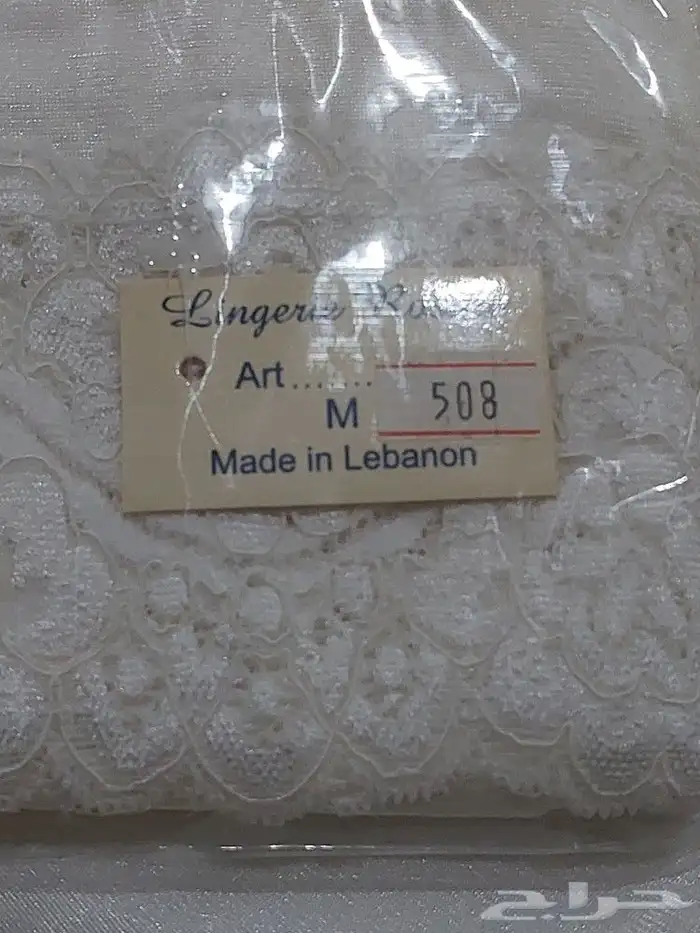 Lingerie
Art........
M 508
Made in Lebanon
حراج